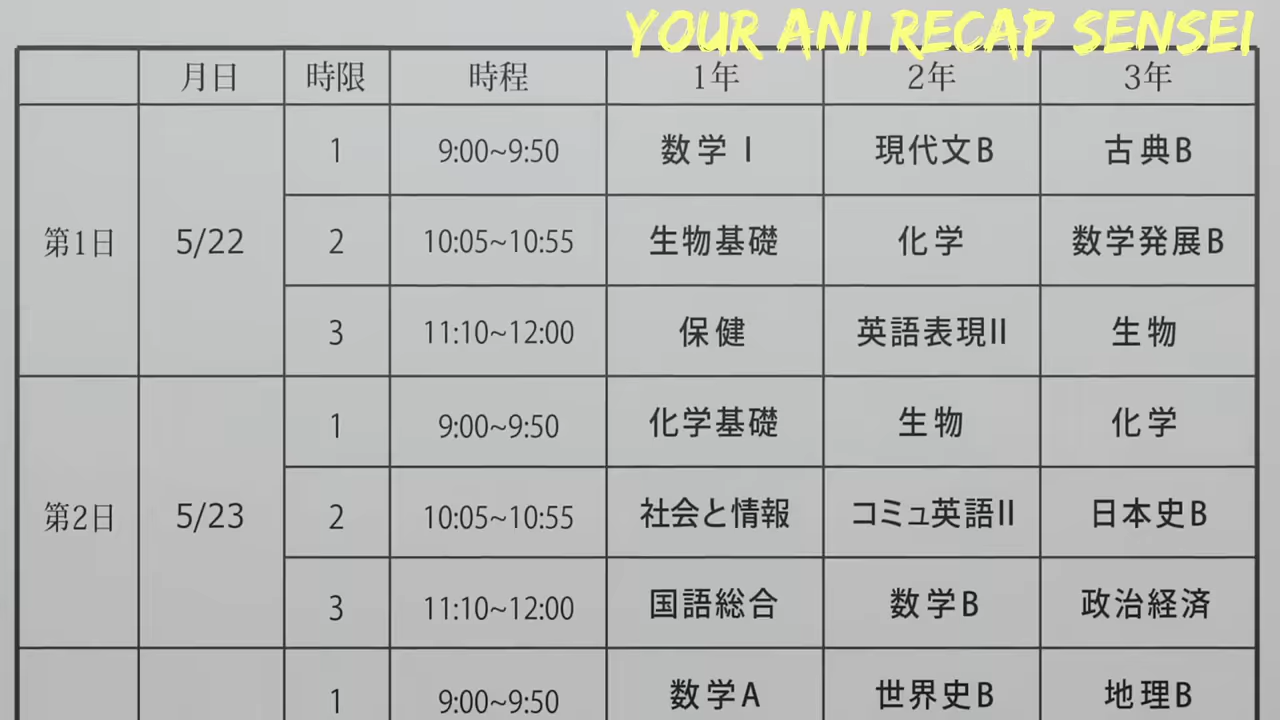 YOUR ANI RECAP SENSEI
月日 時限 時程 1年 2年 3年
第1日 5/22 1 9:00~9:50 数学Ⅰ 現代文B 古典B
2 10:05~10:55 生物基礎 化学 数学発展B
3 11:10~12:00 保健 英語表現II 生物
第2日 5/23 1 9:00~9:50 化学基礎 生物 化学
2 10:05~10:55 社会と情報 コミュ英語II 日本史B
3 11:10~12:00 国語総合 数学B 政治経済
1 9:00~9:50 数学A 世界史B 地理B